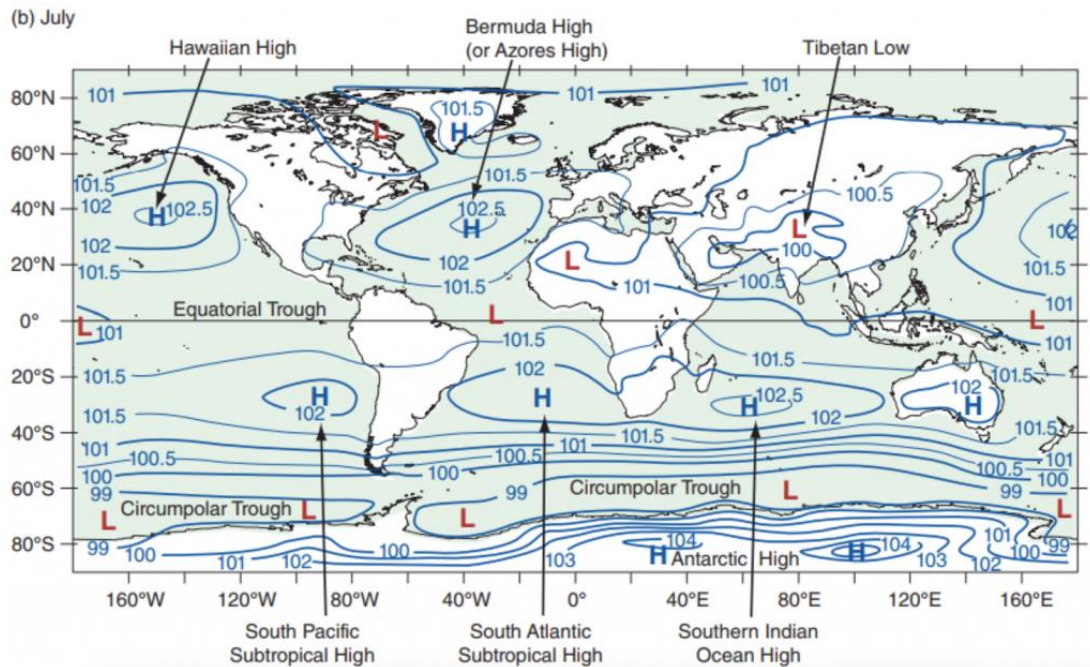 (b) July
Hawaiian High
Bermuda High
(or Azores High)
Tibetan Low
80°N
60°N
40°N
20°N
0°
20°S
40°S
60°S
80°S
101
101
101
101.5
H
L
101.5
101.5
100.5
102
H
102.5
102.5
H
L
100
102
101.5
102
101.5
L
101
100.5
101.5
101
Equatorial Trough
L
101
L
L
101
101.5
101.5
101.5
101.5
102
H
102
H
H
102.5
102
102
H
101.5
101.5
101.5
101
101
101
100.5
100.5
100.5
100
100
100
99
99
99
Circumpolar Trough
Circumpolar Trough
L
L
L
L
L
99
100
101
102
100
103
104
H
Antarctic High
H
104
103
102
101
100
99
160°W
120°W
80°W
40°W
0°
40°E
80°E
120°E
160°E
South Pacific
Subtropical High
South Atlantic
Subtropical High
Southern Indian
Ocean High